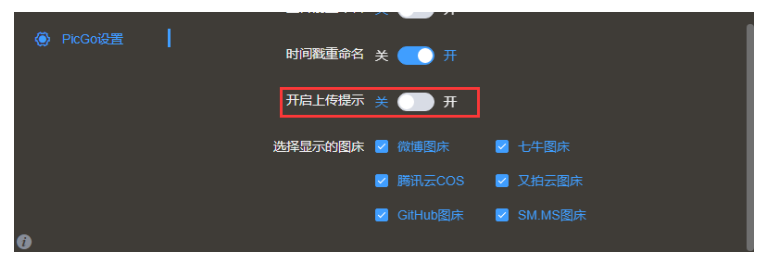 关 开
PicGo设置
时间戳重命名 关 开
开启上传提示 关 开
选择显示的图床 微博图床 七牛图床
腾讯云COS 又拍云图床
GitHub图床 SM.MS图床